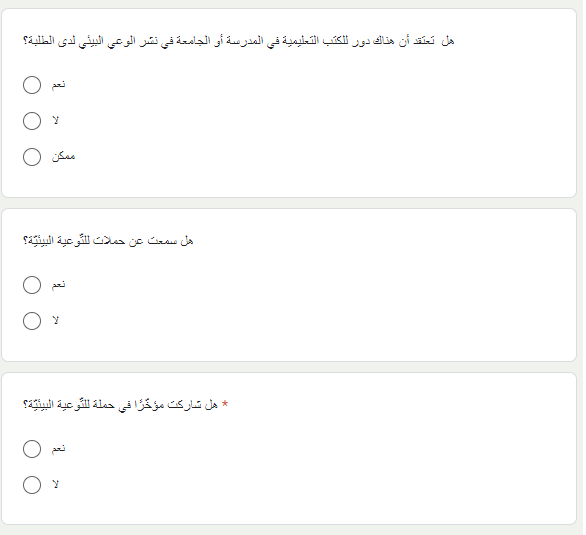 هل تعتقد أن هناك دور للكتب التعليمية في المدرسة أو الجامعة في نشر الوعي البيئي لدى الطلبة؟
نعم
لا
ممكن
هل سمعت عن حملات للتّوعية البيئيّة؟
نعم
لا
هل شاركت مؤخّرًا في حملة للتّوعية البيئيّة؟ *
نعم
لا